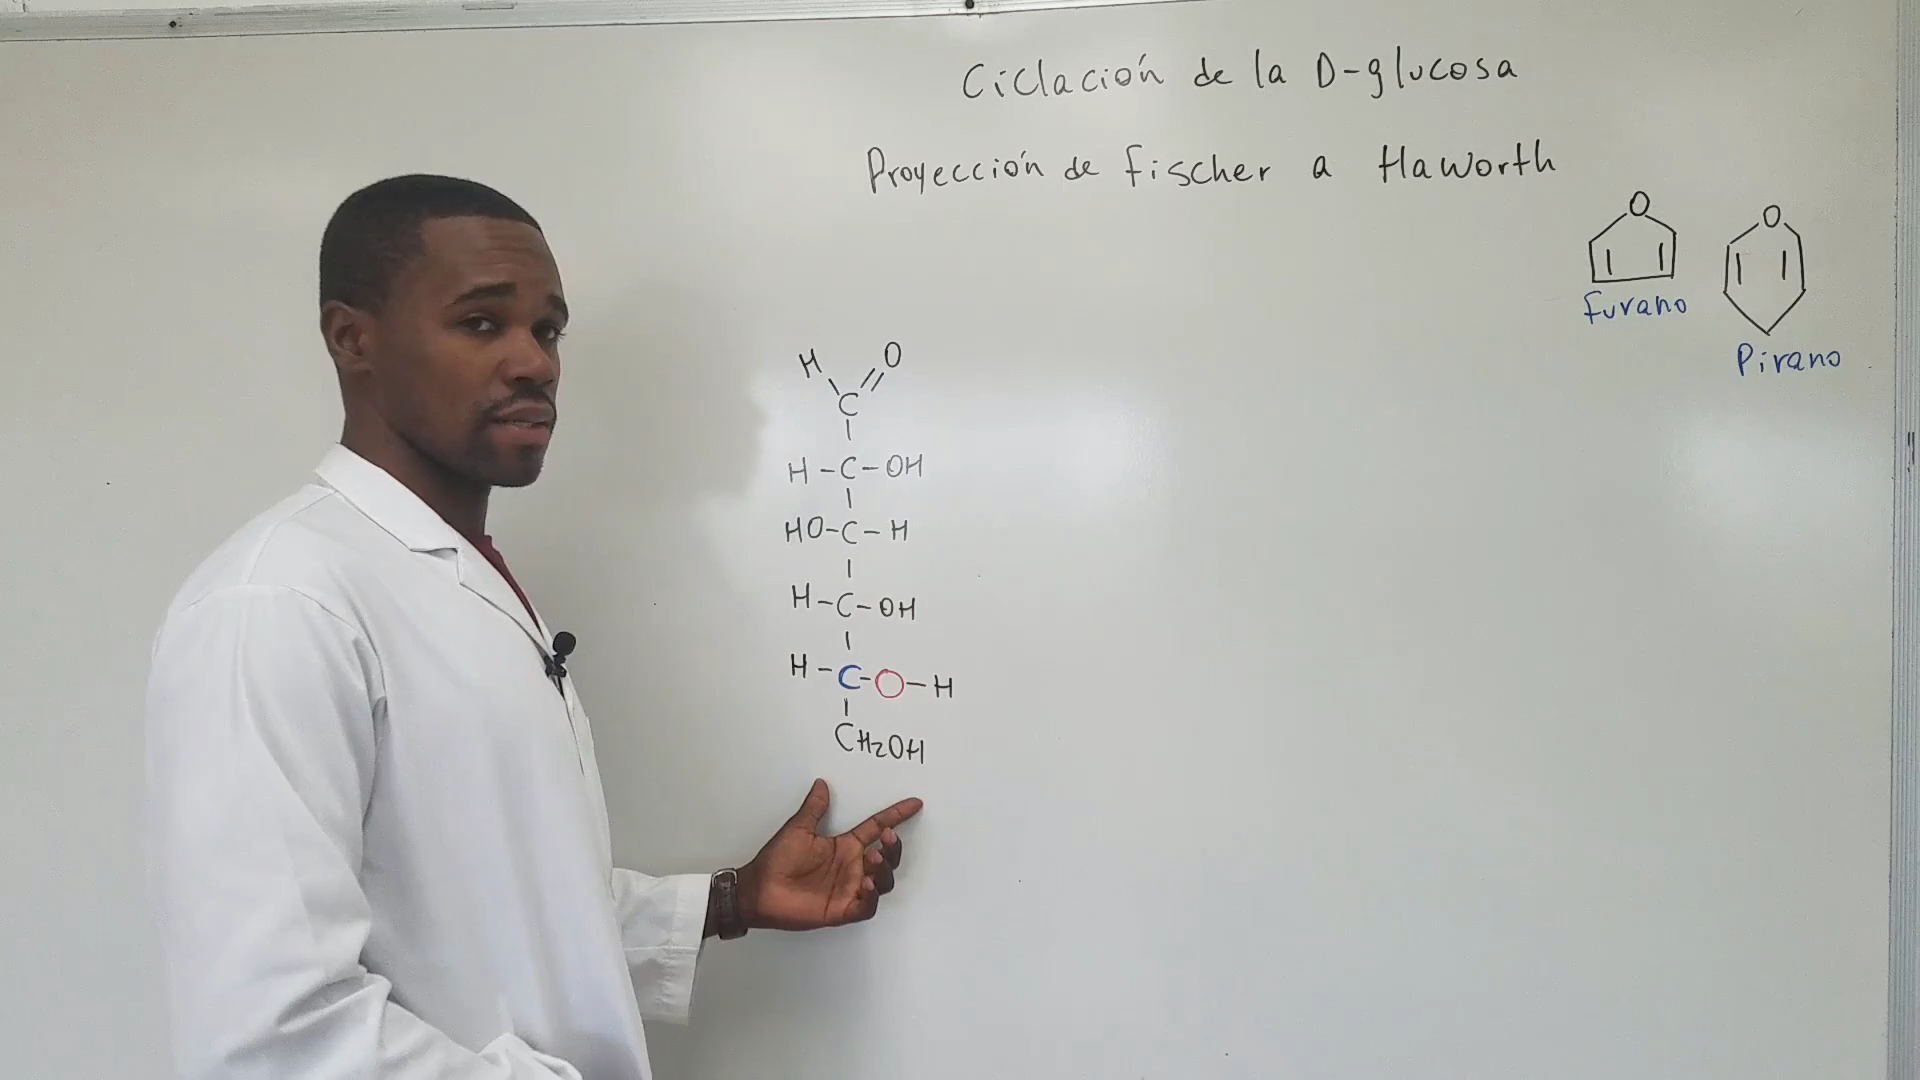 Ciclación de la D-glucosa
Proyección de fischer a Haworth
O
O
furano
Pirano
H O
C
H-C-OH
HO-C-H
H-C-OH
H-C-O-H
CH2OH